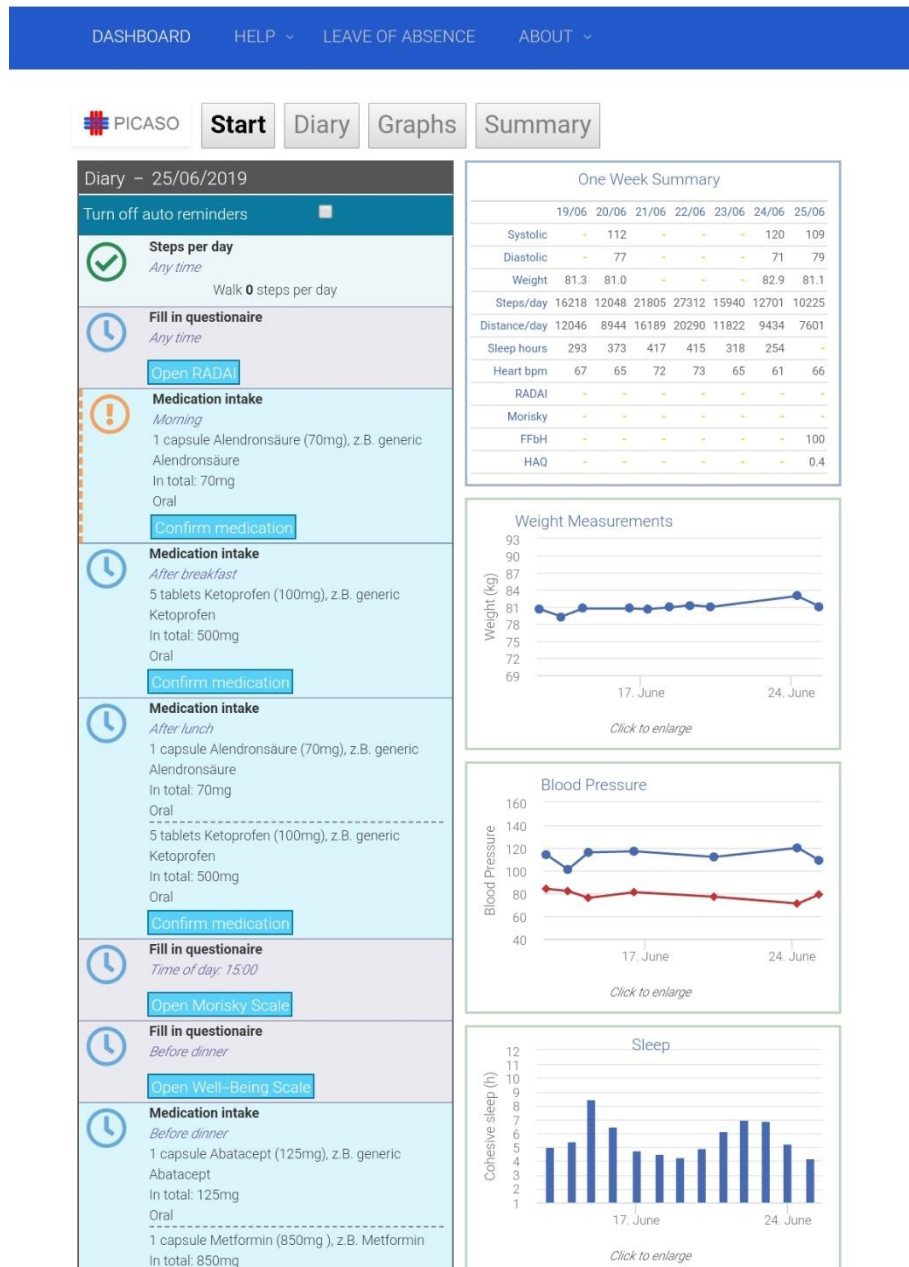 DASHBOARD HELP LEAVE OF ABSENCE ABOUT
PICASO Start Diary Graphs Summary
Diary – 25/06/2019
Turn off auto reminders
Steps per day
Any time
Walk 0 steps per day
Fill in questionaire
Any time
Open RADAI
Medication intake
Morning
1 capsule Alendronsäure (70mg), z.B. generic
Alendronsäure
In total: 70mg
Oral
Confirm medication
Medication intake
After breakfast
5 tablets Ketoprofen (100mg), z.B. generic
Ketoprofen
In total: 500mg
Oral
Confirm medication
Medication intake
After lunch
1 capsule Alendronsäure (70mg), z.B. generic
Alendronsäure
In total: 70mg
Oral
5 tablets Ketoprofen (100mg), z.B. generic
Ketoprofen
In total: 500mg
Oral
Confirm medication
Fill in questionaire
Time of day: 15:00
Open Morisky Scale
Fill in questionaire
Before dinner
Open Well-Being Scale
Medication intake
Before dinner
1 capsule Abatacept (125mg), z.B. generic
Abatacept
In total: 125mg
Oral
1 capsule Metformin (850mg ), z.B. Metformin
In total: 850mg
One Week Summary
19/06 20/06 21/06 22/06 23/06 24/06 25/06
Systolic - 112 - - - 120 109
Diastolic - 77 - - - 71 79
Weight 81.3 81.0 - - - 82.9 81.1
Steps/day 16218 12048 21805 27312 15940 12701 10225
Distance/day 12046 8944 16189 20290 11822 9434 7601
Sleep hours 293 373 417 415 318 254 -
Heart bpm 67 65 72 73 65 61 66
RADAI - - - - - - -
Morisky - - - - - - -
FFbH - - - - - - 100
HAQ - - - - - - 0.4
Weight Measurements
Weight (kg)
93
90
87
84
81
78
75
72
69
17. June 24. June
Click to enlarge
Blood Pressure
Blood Pressure
160
140
120
100
80
60
40
17. June 24. June
Click to enlarge
Sleep
Cohesive sleep (h)
12
11
10
9
8
7
6
5
4
3
2
1
17. June 24. June
Click to enlarge